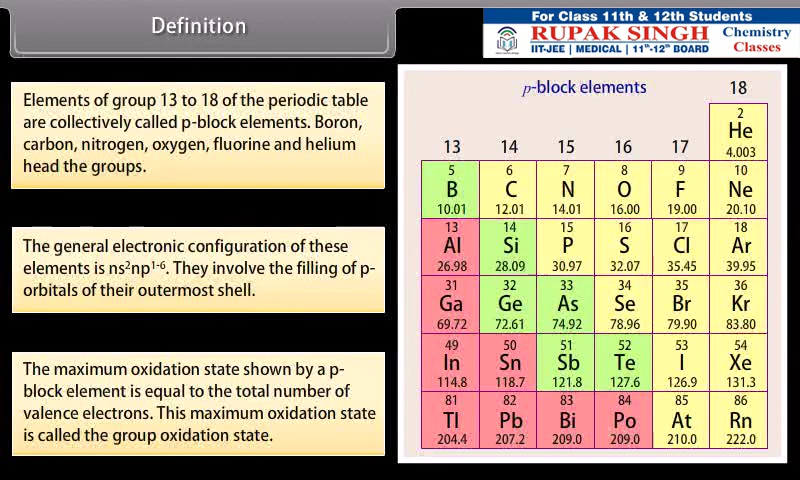 Definition
For Class 11th & 12th Students
RUPAK SINGH
IIT-JEE | MEDICAL | 11th-12th BOARD
Chemistry
Classes
Elements of group 13 to 18 of the periodic table
are collectively called p-block elements. Boron,
carbon, nitrogen, oxygen, fluorine and helium
head the groups.
The general electronic configuration of these
elements is ns²np¹⁻⁶. They involve the filling of p-
orbitals of their outermost shell.
The maximum oxidation state shown by a p-
block element is equal to the total number of
valence electrons. This maximum oxidation state
is called the group oxidation state.
p-block elements
18
2
He
4.003
13 14 15 16 17
5 6 7 8 9 10
B C N O F Ne
10.01 12.01 14.01 16.00 19.00 20.10
13 14 15 16 17 18
Al Si P S Cl Ar
26.98 28.09 30.97 32.07 35.45 39.95
31 32 33 34 35 36
Ga Ge As Se Br Kr
69.72 72.61 74.92 78.96 79.90 83.80
49 50 51 52 53 54
In Sn Sb Te I Xe
114.8 118.7 121.8 127.6 126.9 131.3
81 82 83 84 85 86
Tl Pb Bi Po At Rn
204.4 207.2 209.0 209.0 210.0 222.0